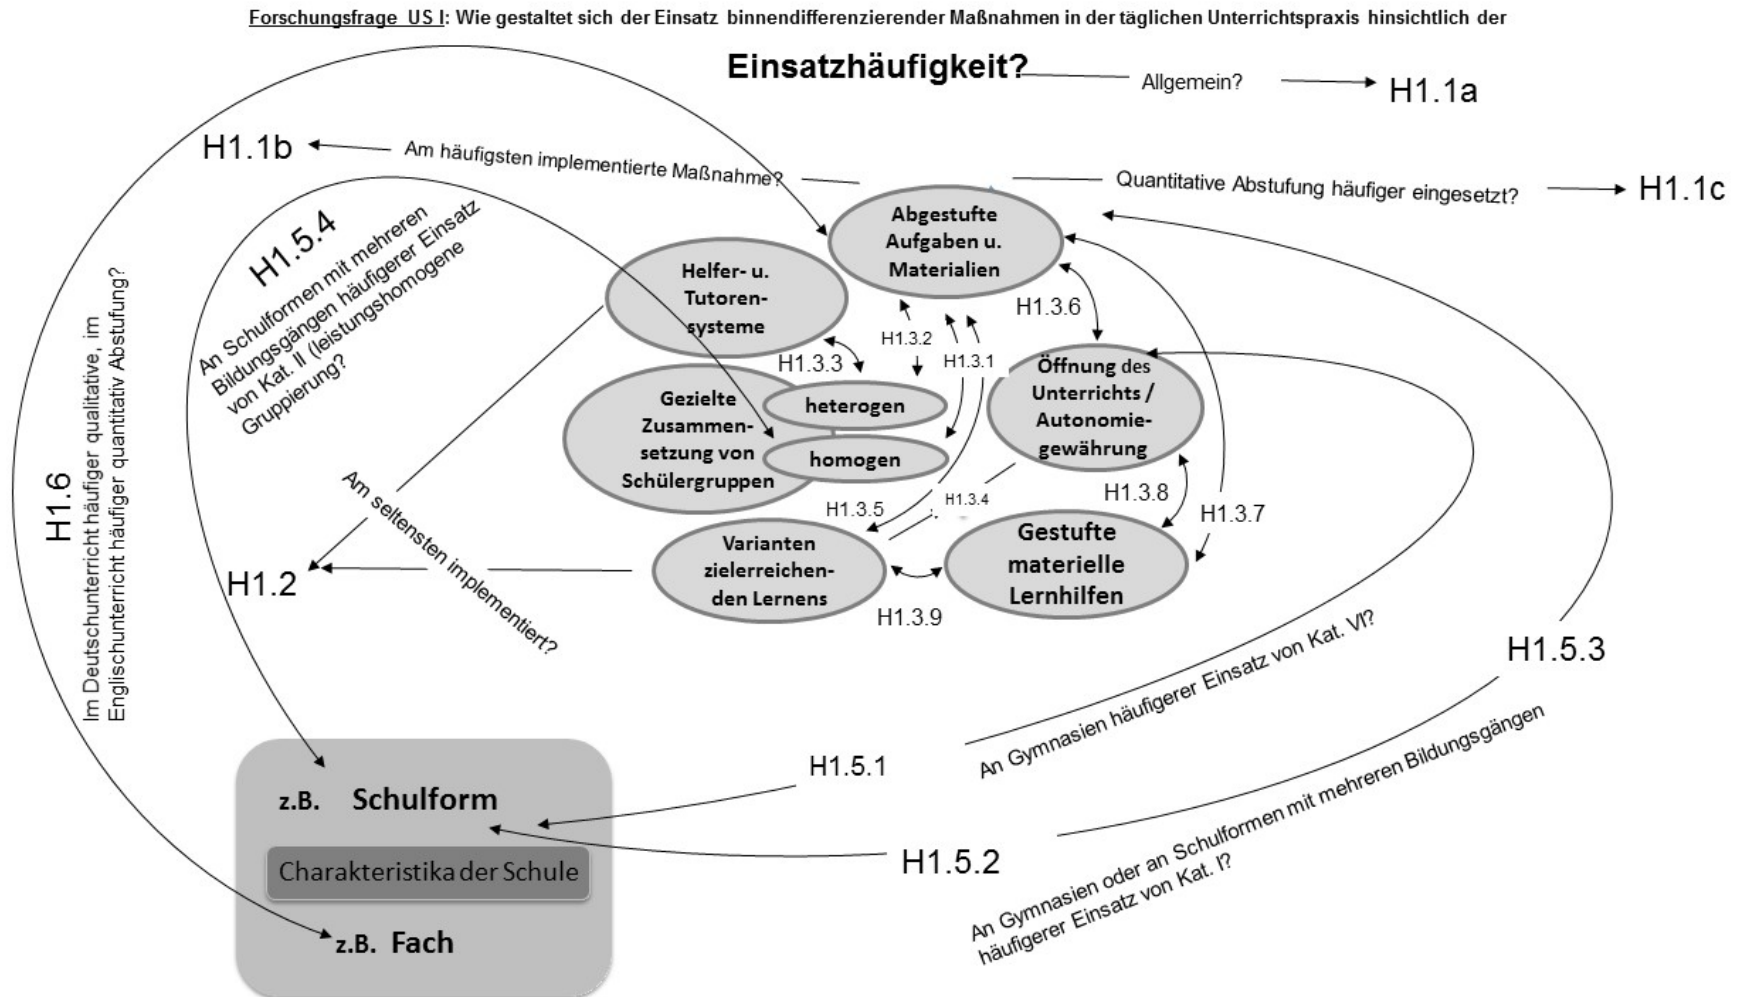 Forschungsfrage US I: Wie gestaltet sich der Einsatz binnendifferenzierender Maßnahmen in der täglichen Unterrichtspraxis hinsichtlich der
Einsatzhäufigkeit?
Allgemein?
H1.1a
H1.1b
Am häufigsten implementierte Maßnahme?
Quantitative Abstufung häufiger eingesetzt?
H1.1c
H1.5.4
An Schulformen mit mehreren
Bildungsgängen häufigerer Einsatz
von Kat. II (leistungshomogene
Gruppierung?
Abgestufte
Aufgaben u.
Materialien
Helfer- u.
Tutoren-
systeme
H1.3.6
H1.3.2
H1.3.3
H1.3.1
Gezielte
Zusammen-
setzung von
Schülergruppen
heterogen
homogen
Öffnung des
Unterrichts /
Autonomie-
gewährung
H1.6
Im Deutschunterricht häufiger qualitative, im
Englischunterricht häufiger quantitativ Abstufung?
Am seltensten implementiert?
H1.2
H1.3.5
H1.3.4
H1.3.8
H1.3.7
Varianten
zielerreichen-
den Lernens
Gestufte
materielle
Lernhilfen
H1.3.9
H1.5.3
An Gymnasien häufigerer Einsatz von Kat. VI?
H1.5.1
An Gymnasien oder an Schulformen mit mehreren Bildungsgängen
häufigerer Einsatz von Kat. I?
H1.5.2
z.B. Schulform
Charakteristika der Schule
z.B. Fach